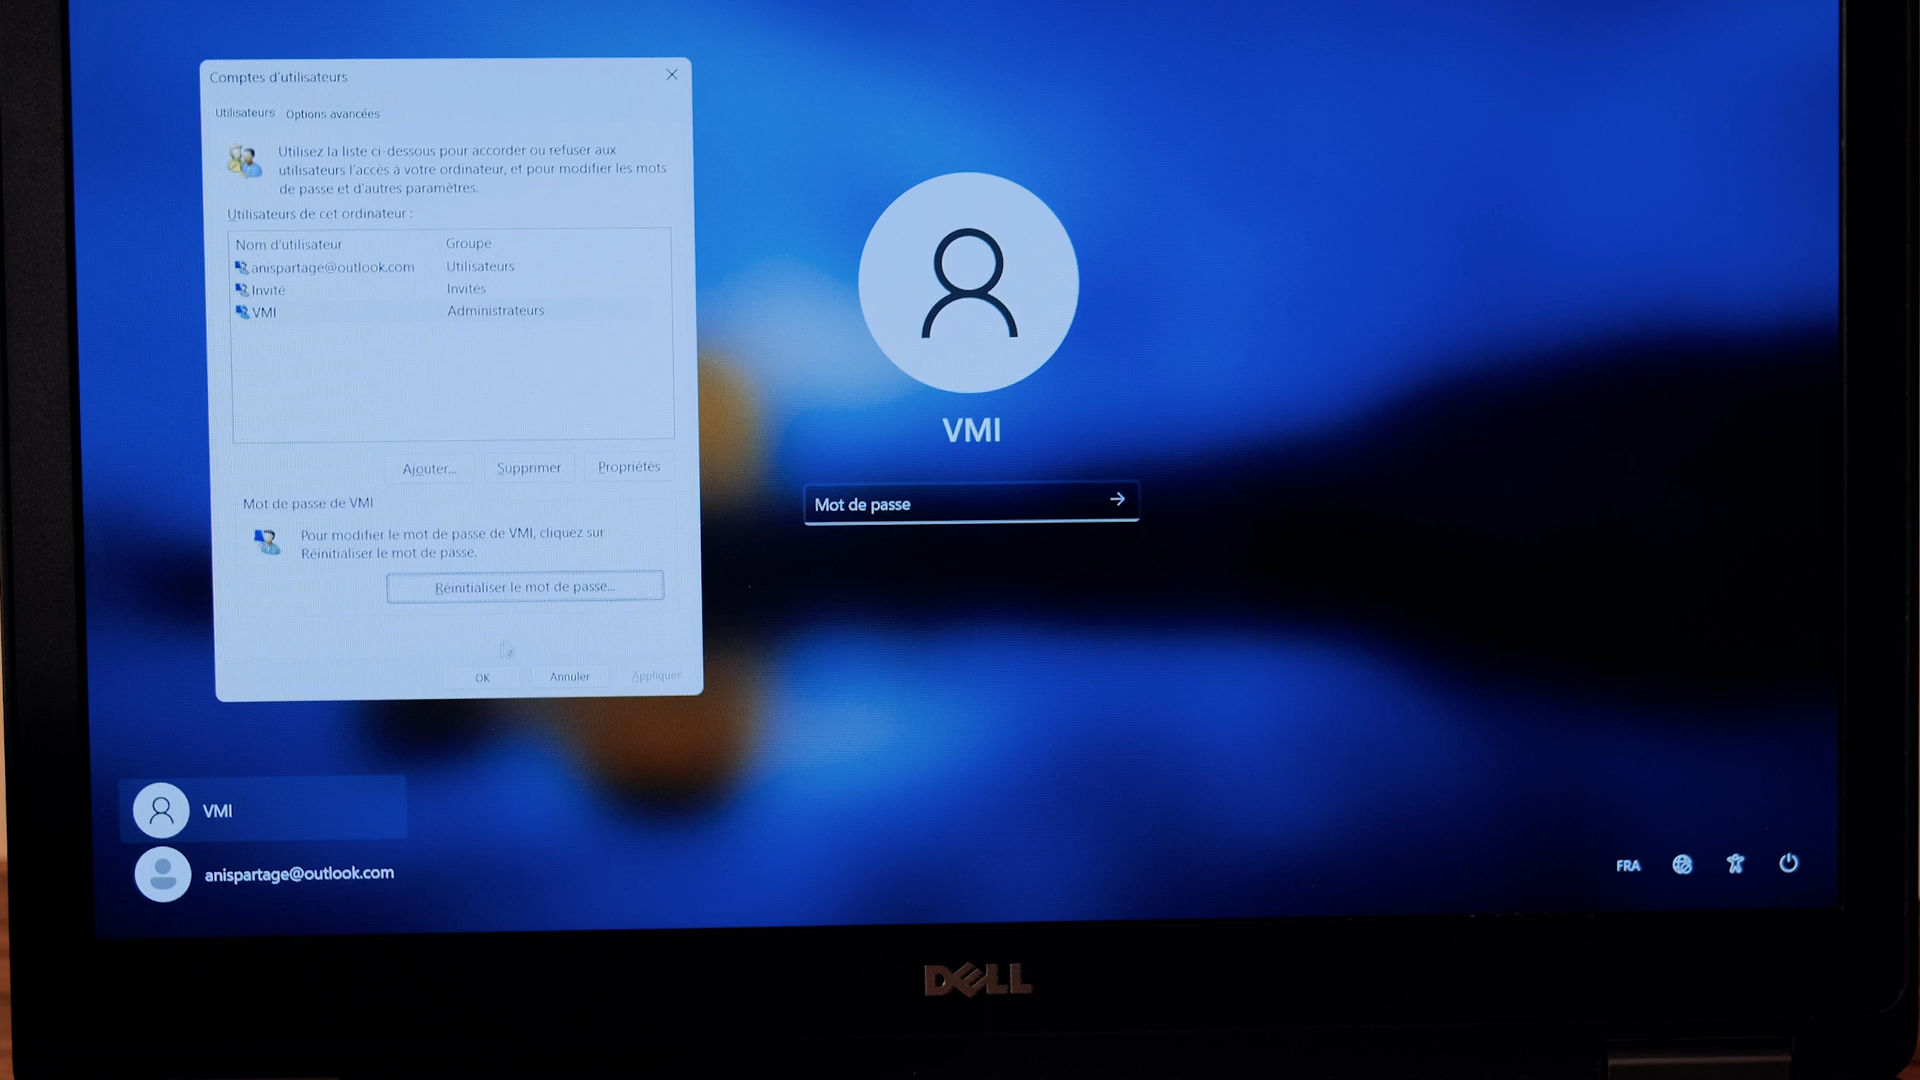 Comptes d'utilisateurs
Utilisateurs
Options avancées
Utilisez la liste ci-dessous pour accorder ou refuser aux
utilisateurs l'accès à votre ordinateur, et pour modifier les mots
de passe et d'autres paramètres.
Utilisateurs de cet ordinateur :
Nom d'utilisateur
Groupe
anispartage@outlook.com
Utilisateurs
Invité
Invités
VMI
Administrateurs
Ajouter...
Supprimer
Propriétés
Mot de passe de VMI
Pour modifier le mot de passe de VMI, cliquez sur
Réinitialiser le mot de passe.
Réinitialiser le mot de passe...
OK
Annuler
Appliquer
VMI
Mot de passe
VMI
anispartage@outlook.com
FRA
DELL